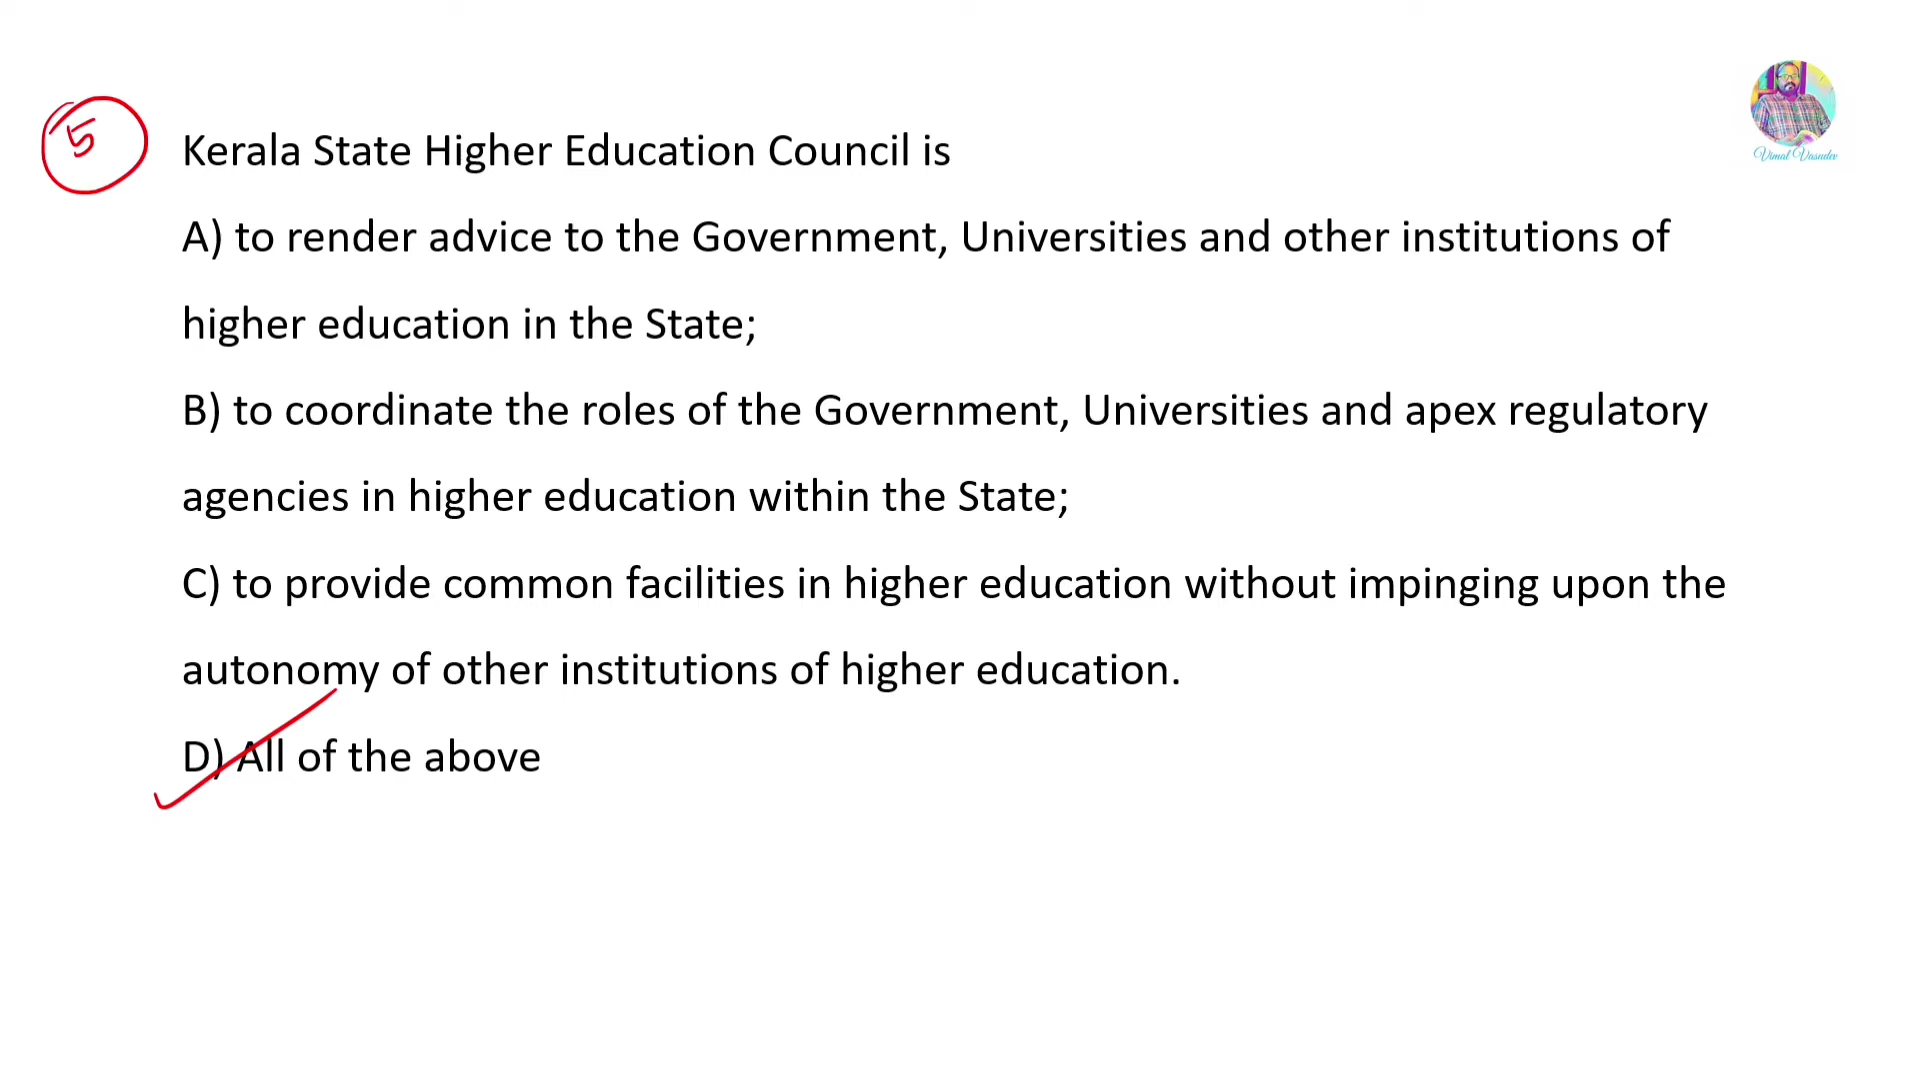 5
Kerala State Higher Education Council is
A) to render advice to the Government, Universities and other institutions of
higher education in the State;
B) to coordinate the roles of the Government, Universities and apex regulatory
agencies in higher education within the State;
C) to provide common facilities in higher education without impinging upon the
autonomy of other institutions of higher education.
D) All of the above
Vimal Vasudev